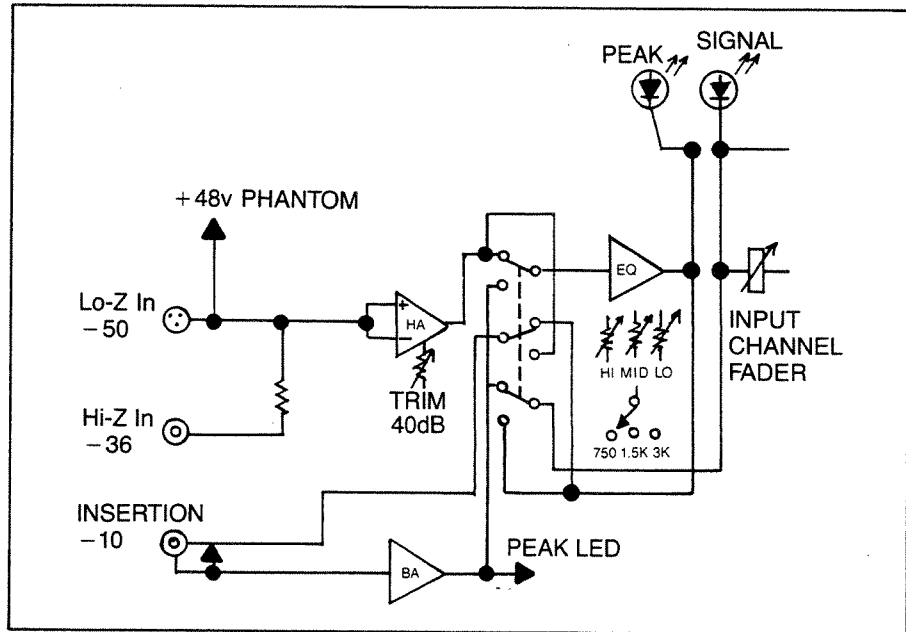 PEAK
SIGNAL
+48v PHANTOM
Lo-Z In
−50
HA
EQ
INPUT
CHANNEL
FADER
HI MID LO
TRIM
40dB
Hi-Z In
−36
750 1.5K 3K
INSERTION
−10
BA
PEAK LED